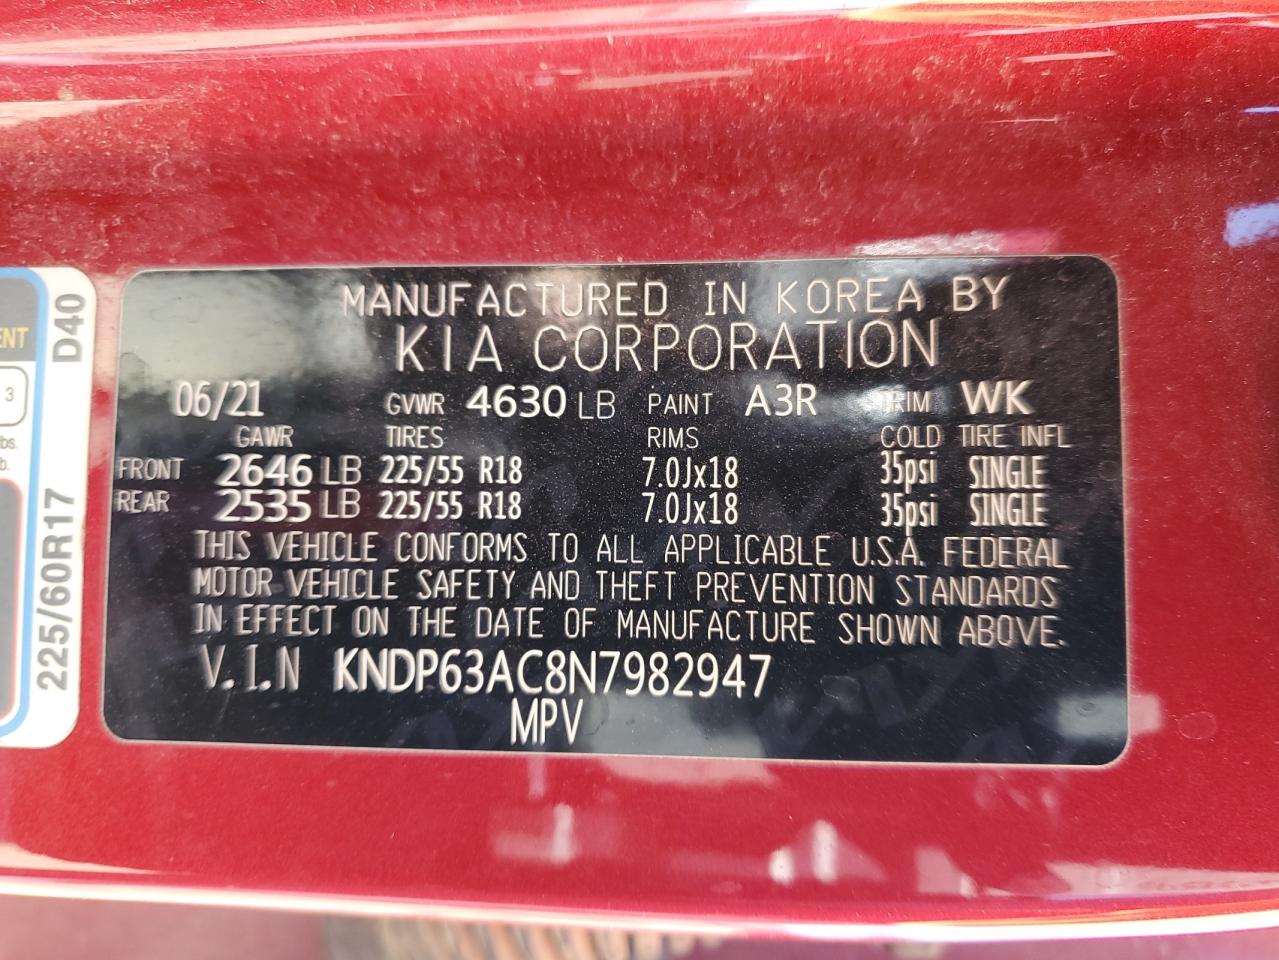 MANUFACTURED IN KOREA BY
KIA CORPORATION
06/21 GVWR 4630 LB PAINT A3R TRIM WK
GAWR TIRES RIMS COLD TIRE INFL
FRONT 2646 LB 225/55 R18 7.0Jx18 35psi SINGLE
REAR 2535 LB 225/55 R18 7.0Jx18 35psi SINGLE
THIS VEHICLE CONFORMS TO ALL APPLICABLE U.S.A. FEDERAL
MOTOR VEHICLE SAFETY AND THEFT PREVENTION STANDARDS
IN EFFECT ON THE DATE OF MANUFACTURE SHOWN ABOVE.
V.I.N KNDP63AC8N7982947
MPV
225/60R17 D40
3